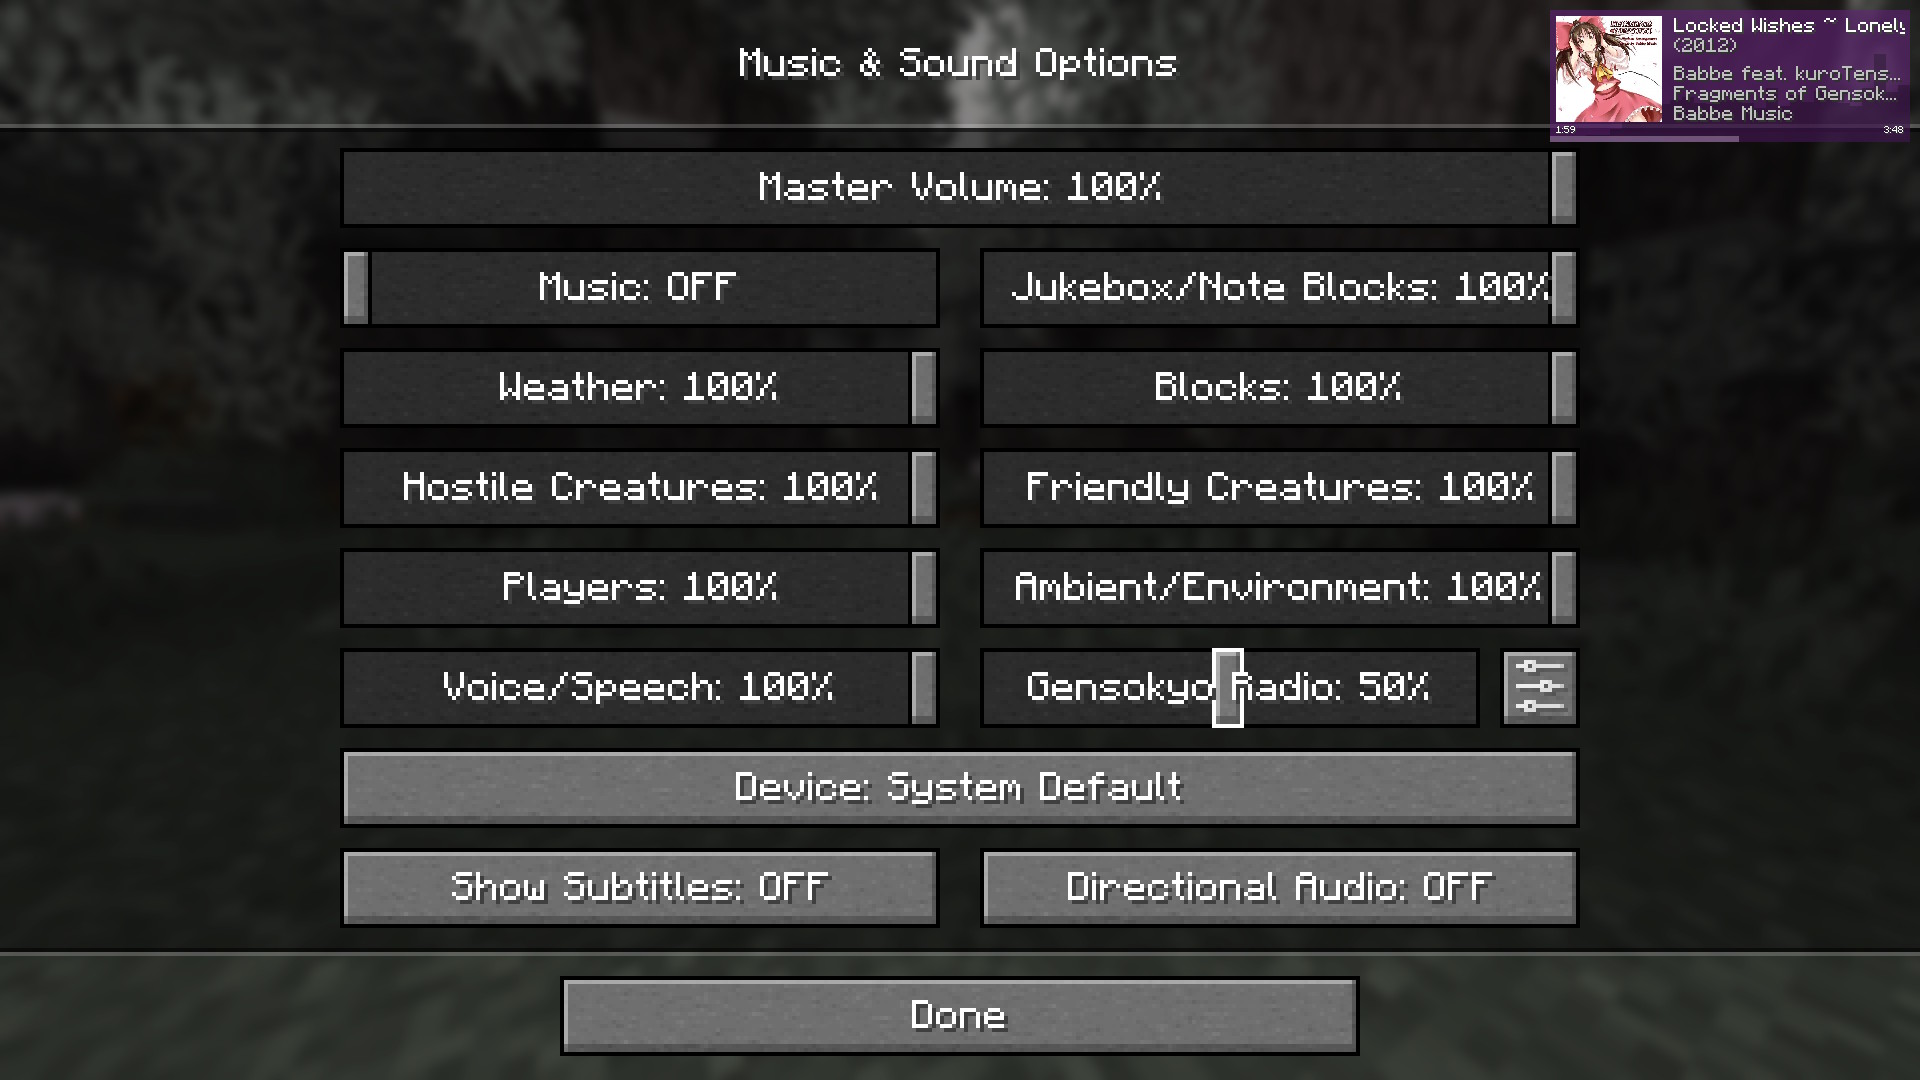 Music & Sound Options
Locked Wishes ~ Lonely
(2012)
Babbe feat. kuroTens...
Fragments of Gensok...
Babbe Music
1:59
3:48
Master Volume: 100%
Music: OFF
Jukebox/Note Blocks: 100%
Weather: 100%
Blocks: 100%
Hostile Creatures: 100%
Friendly Creatures: 100%
Players: 100%
Ambient/Environment: 100%
Voice/Speech: 100%
Gensokyo Radio: 50%
Device: System Default
Show Subtitles: OFF
Directional Audio: OFF
Done